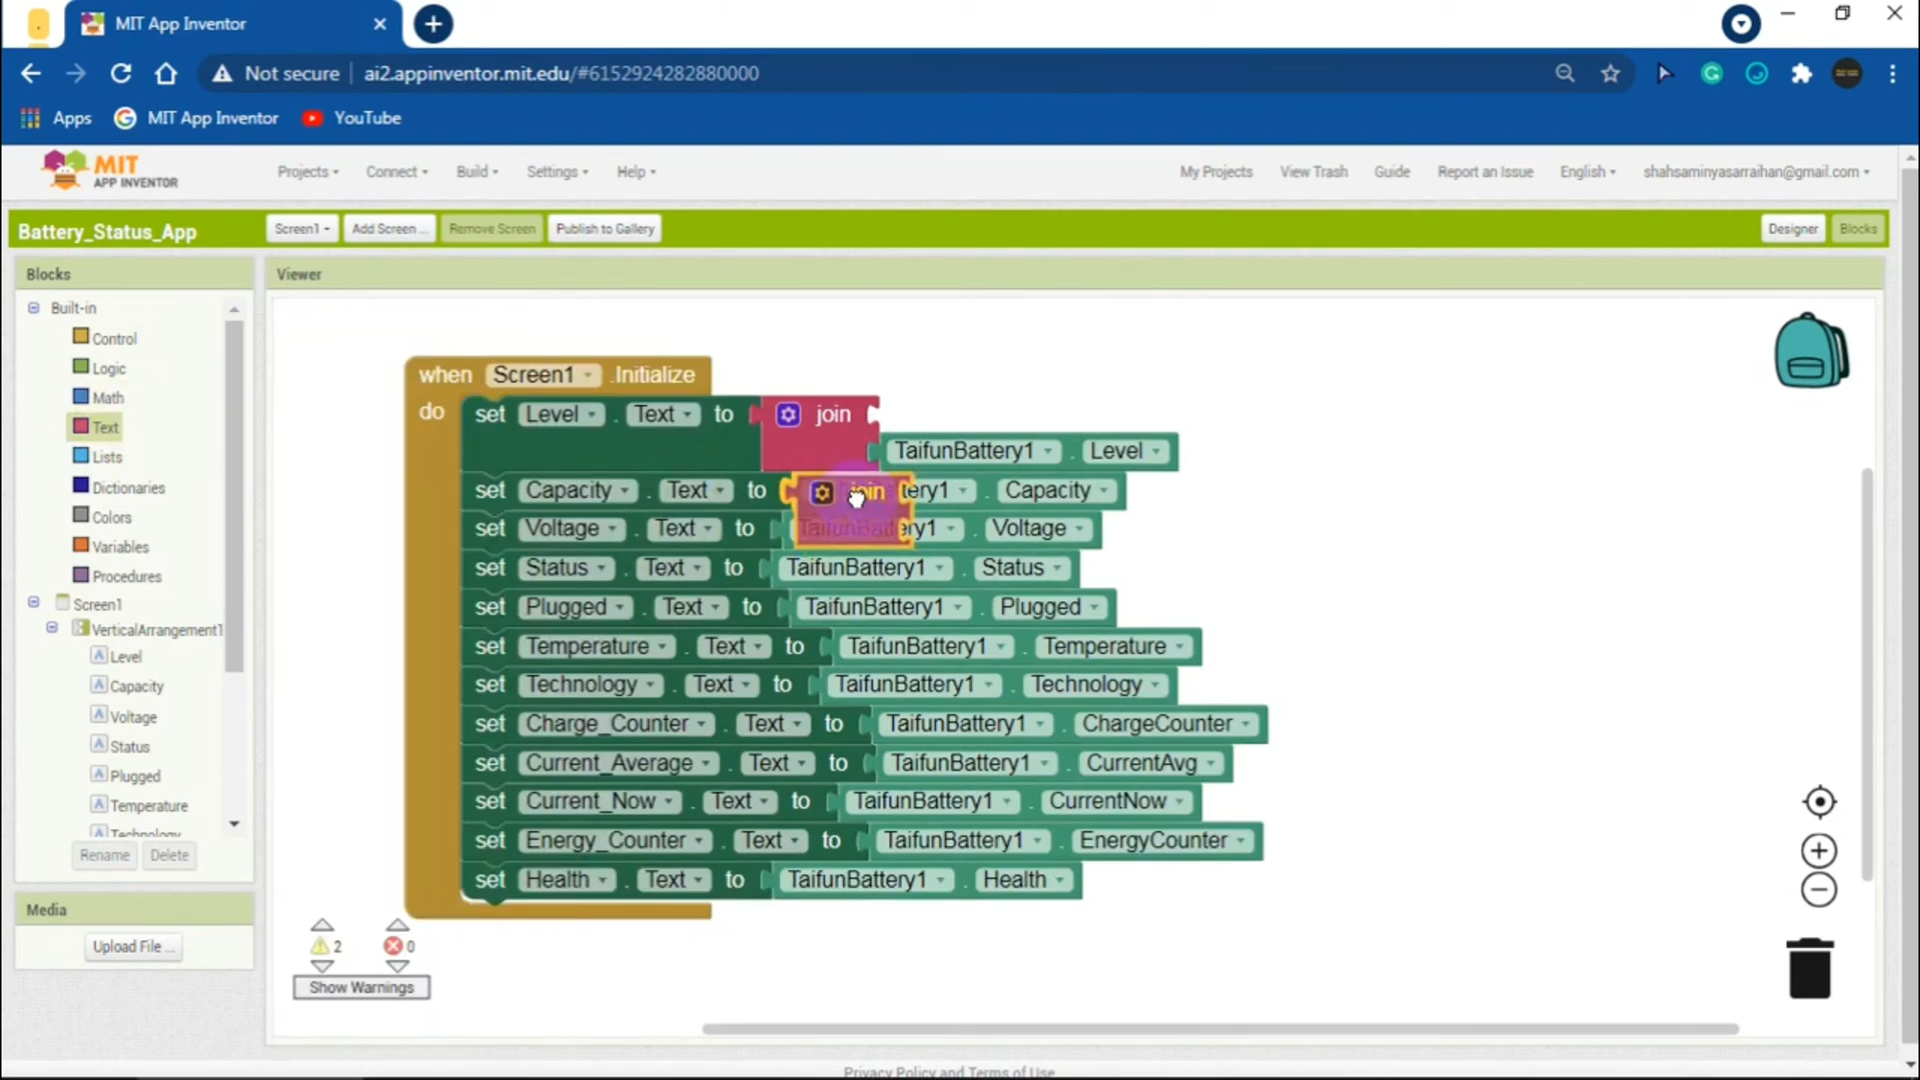 MIT App Inventor
Not secure ai2.appinventor.mit.edu/#6152924282880000
Apps MIT App Inventor YouTube
MIT
APP INVENTOR
Projects Connect Build Settings Help My Projects View Trash Guide Report an Issue English shahsaminyasarraihan@gmail.com
Battery_Status_App Screen1 Add Screen ... Remove Screen Publish to Gallery Designer Blocks
Blocks
Viewer
Built-in
Control
Logic
Math
Text
Lists
Dictionaries
Colors
Variables
Procedures
Screen1
VerticalArrangement1
Level
Capacity
Voltage
Status
Plugged
Temperature
Technology
Rename Delete
Media
Upload File ...
when Screen1 .Initialize
do set Level . Text to join
TaifunBattery1 . Level
set Capacity . Text to join tery1 . Capacity
set Voltage . Text to TaifunBattery1 . Voltage
set Status . Text to TaifunBattery1 . Status
set Plugged . Text to TaifunBattery1 . Plugged
set Temperature . Text to TaifunBattery1 . Temperature
set Technology . Text to TaifunBattery1 . Technology
set Charge_Counter . Text to TaifunBattery1 . ChargeCounter
set Current_Average . Text to TaifunBattery1 . CurrentAvg
set Current_Now . Text to TaifunBattery1 . CurrentNow
set Energy_Counter . Text to TaifunBattery1 . EnergyCounter
set Health . Text to TaifunBattery1 . Health
2 0
Show Warnings
Privacy Policy and Terms of Use